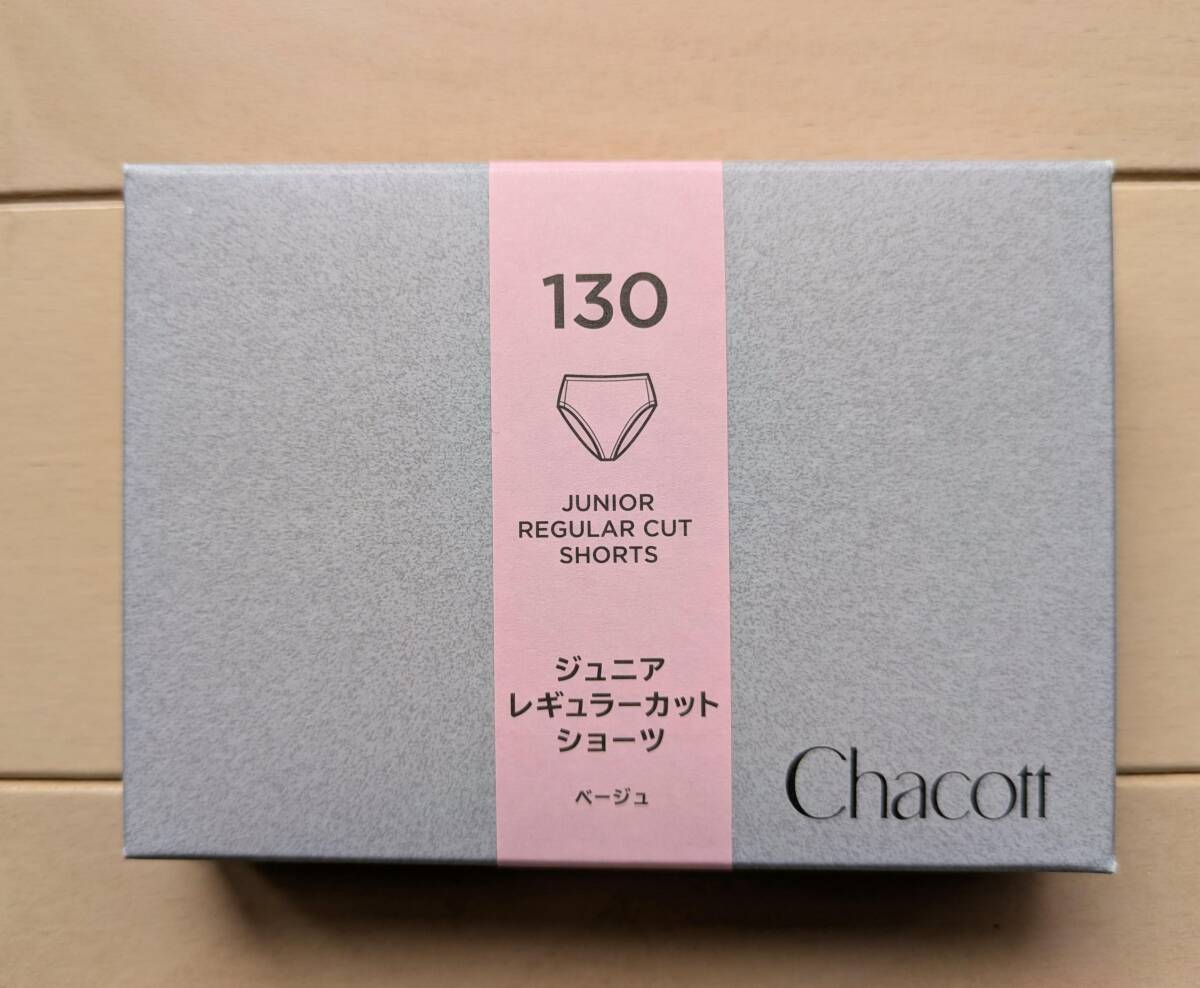 130
JUNIOR
REGULAR CUT
SHORTS
ジュニア
レギュラーカット
ショーツ
ベージュ
Chacott